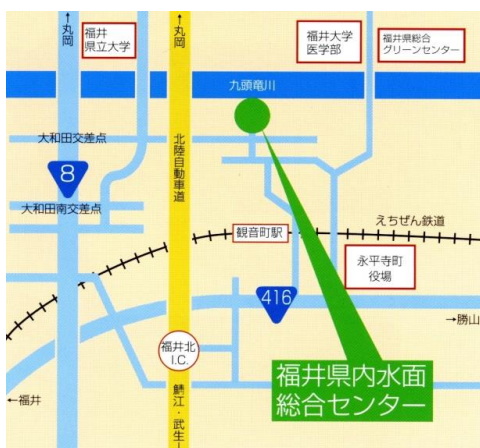 ←丸岡
←丸岡
福井
県立大学
福井大学
医学部
福井県総合
グリーンセンター
九頭竜川
大和田交差点
北陸自動車道
8
大和田南交差点
観音町駅
えちぜん鉄道
永平寺町
役場
416
→勝山
福井北
I.C.
福井県内水面
総合センター
←福井
鯖江・武生→